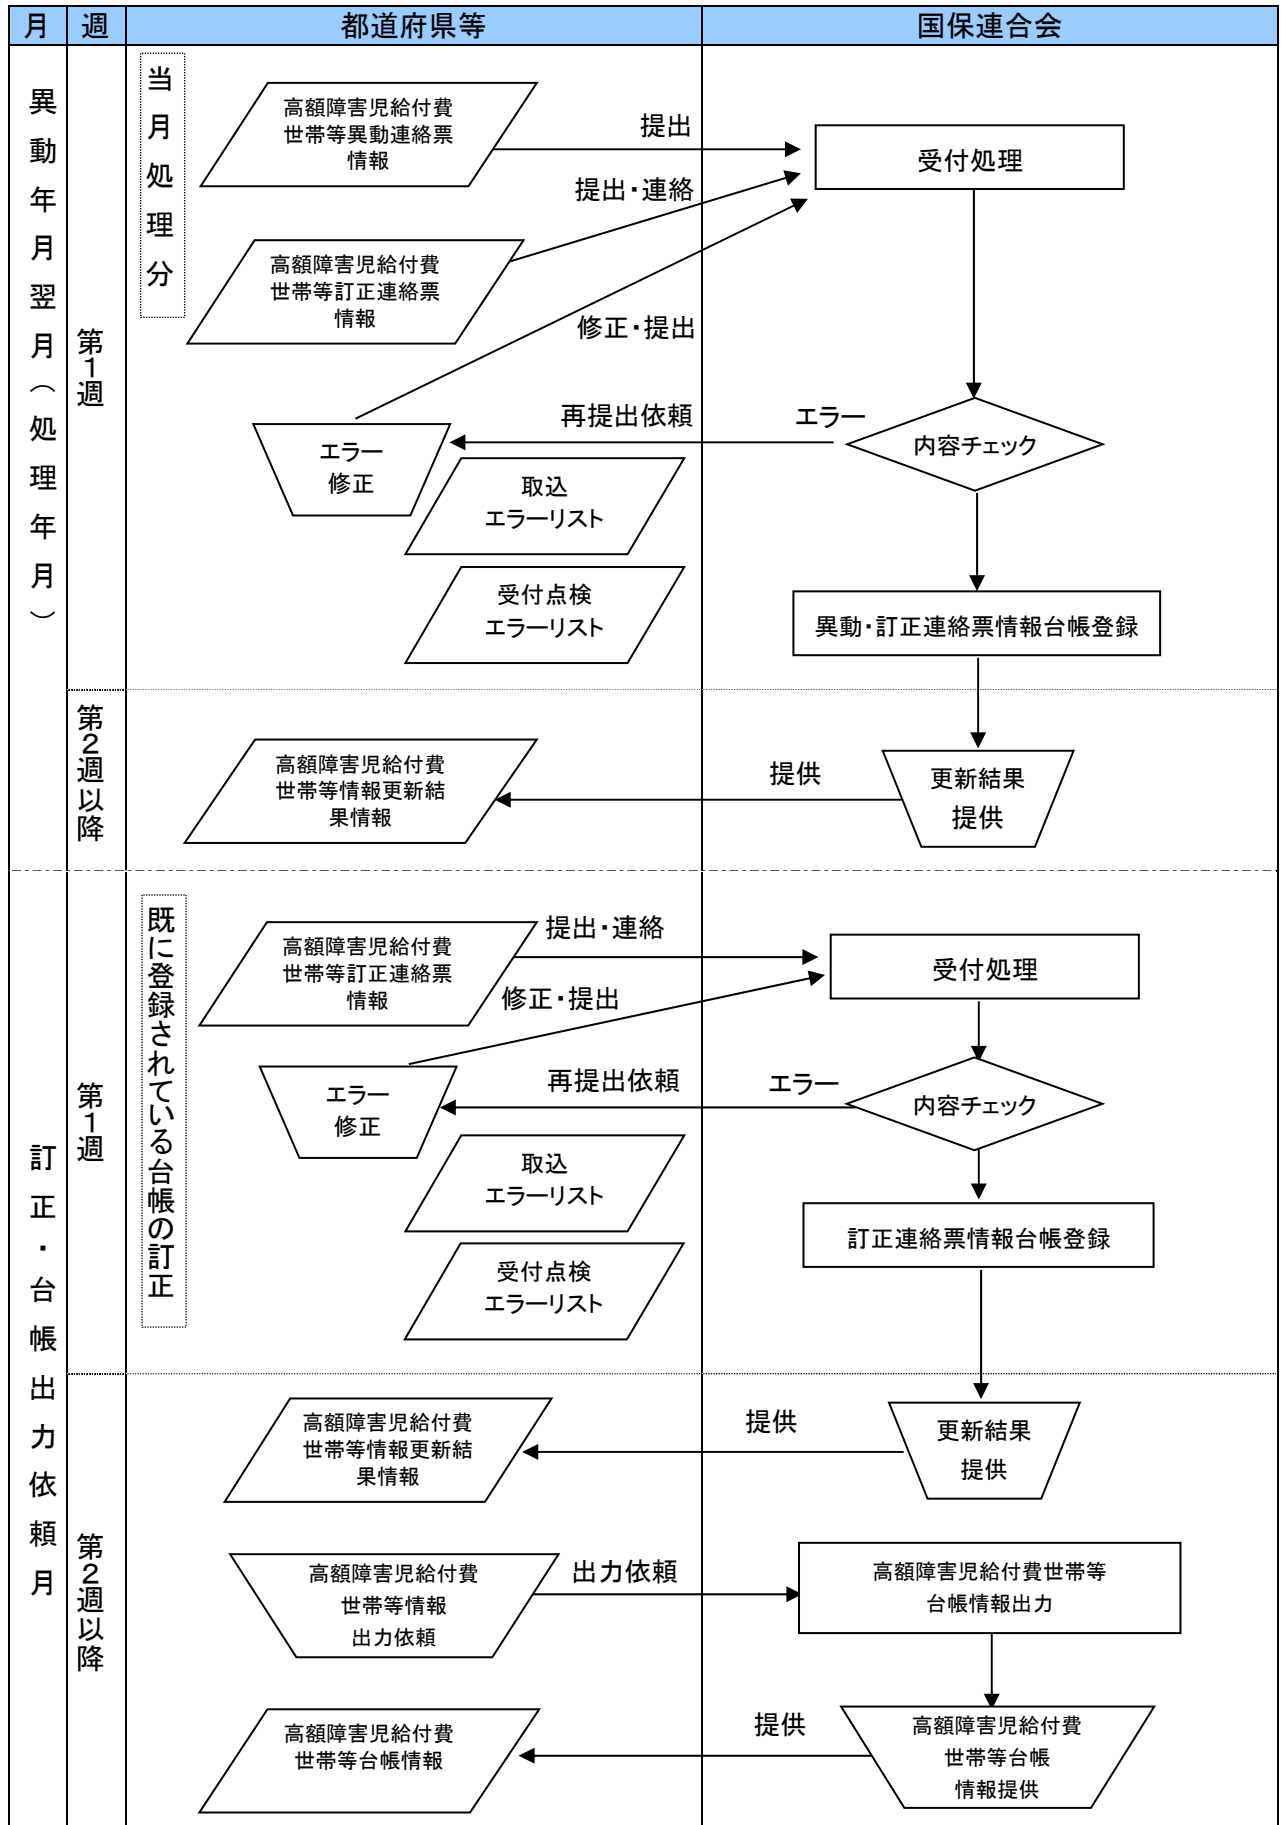 月 週 都道府県等 国保連合会
異動年月翌月（処理年月）
第1週
当月処理分
高額障害児給付費
世帯等異動連絡票
情報
提出
受付処理
提出・連絡
高額障害児給付費
世帯等訂正連絡票
情報
修正・提出
再提出依頼
エラー
内容チェック
エラー
修正
取込
エラーリスト
受付点検
エラーリスト
異動・訂正連絡票情報台帳登録
第2週以降
高額障害児給付費
世帯等情報更新結
果情報
提供
更新結果
提供
訂正・台帳出力依頼月
第1週
既に登録されている台帳の訂正
高額障害児給付費
世帯等訂正連絡票
情報
提出・連絡
受付処理
修正・提出
エラー
修正
再提出依頼
エラー
内容チェック
取込
エラーリスト
受付点検
エラーリスト
訂正連絡票情報台帳登録
第2週以降
高額障害児給付費
世帯等情報更新結
果情報
提供
更新結果
提供
高額障害児給付費
世帯等情報
出力依頼
出力依頼
高額障害児給付費世帯等
台帳情報出力
高額障害児給付費
世帯等台帳情報
提供
高額障害児給付費
世帯等台帳
情報提供